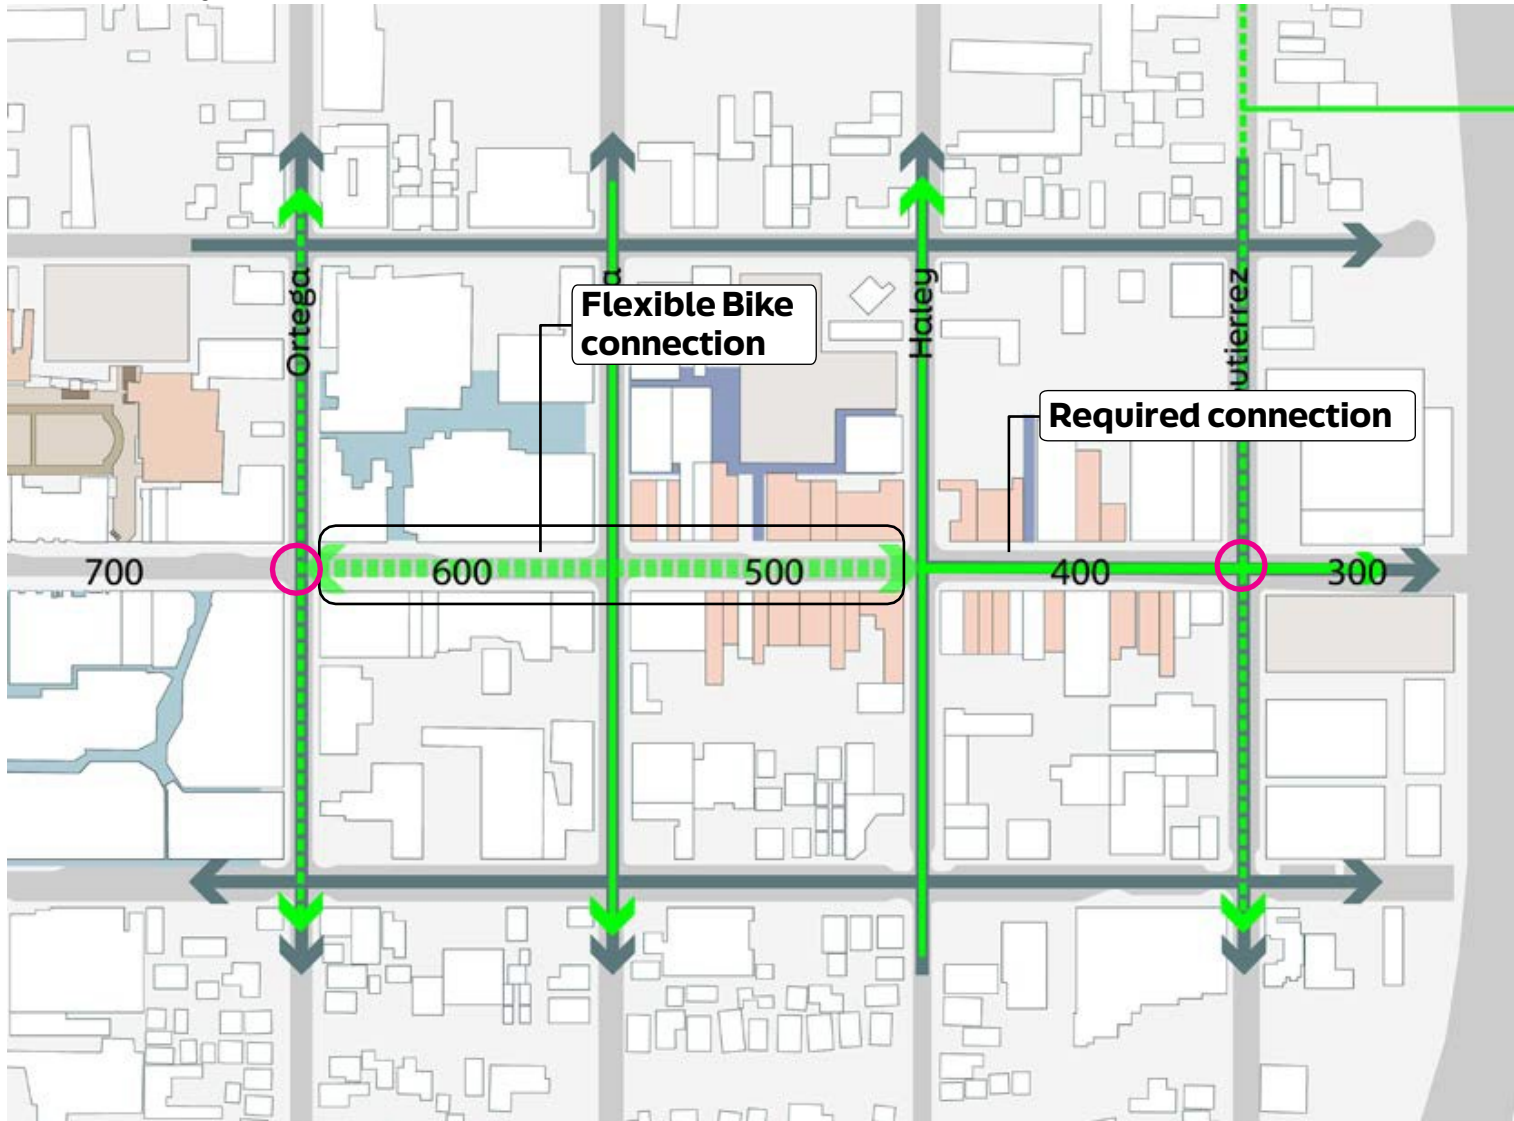 Ortega
a
Haley
utierrez
Flexible Bike
connection
Required connection
700
600
500
400
300